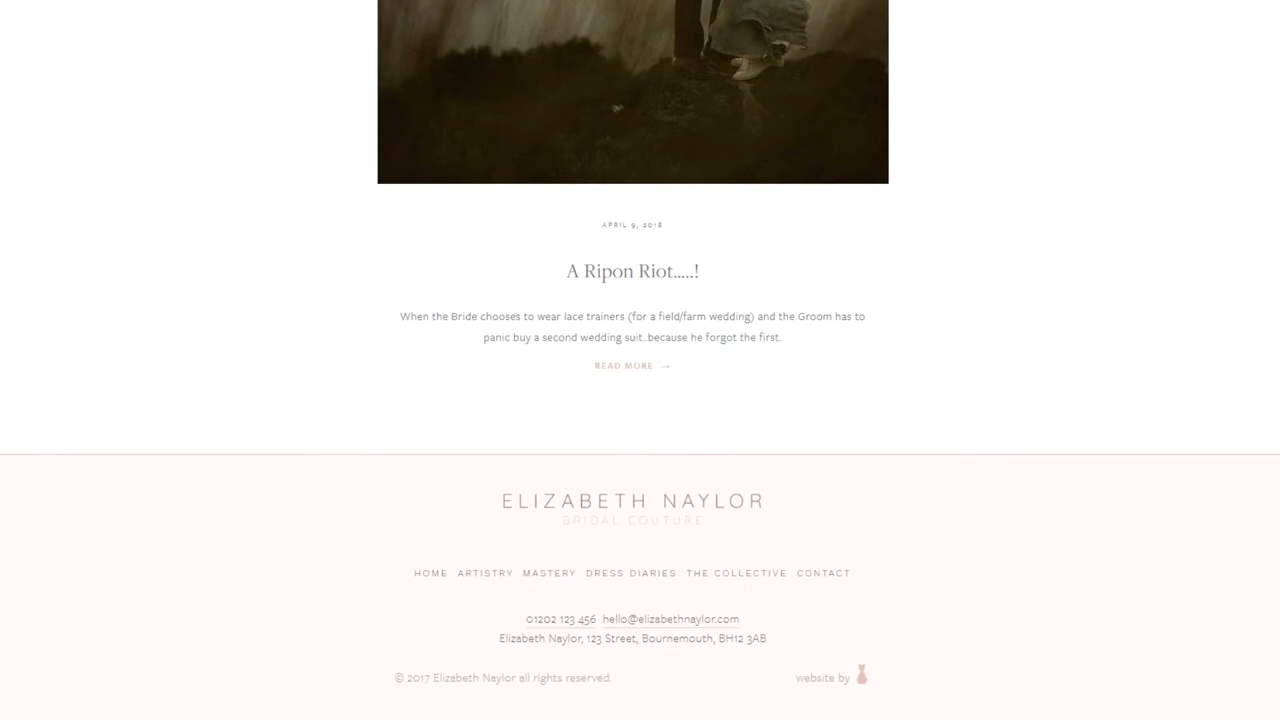 APRIL 9, 2018
A Ripon Riot.....!
When the Bride chooses to wear lace trainers (for a field/farm wedding) and the Groom has to
panic buy a second wedding suit...because he forgot the first.
READ MORE →
ELIZABETH NAYLOR
BRIDAL COUTURE
HOME ARTISTRY MASTERY DRESS DIARIES THE COLLECTIVE CONTACT
01202 123 456 hello@elizabethnaylor.com
Elizabeth Naylor, 123 Street, Bournemouth, BH12 3AB
© 2017 Elizabeth Naylor all rights reserved. website by